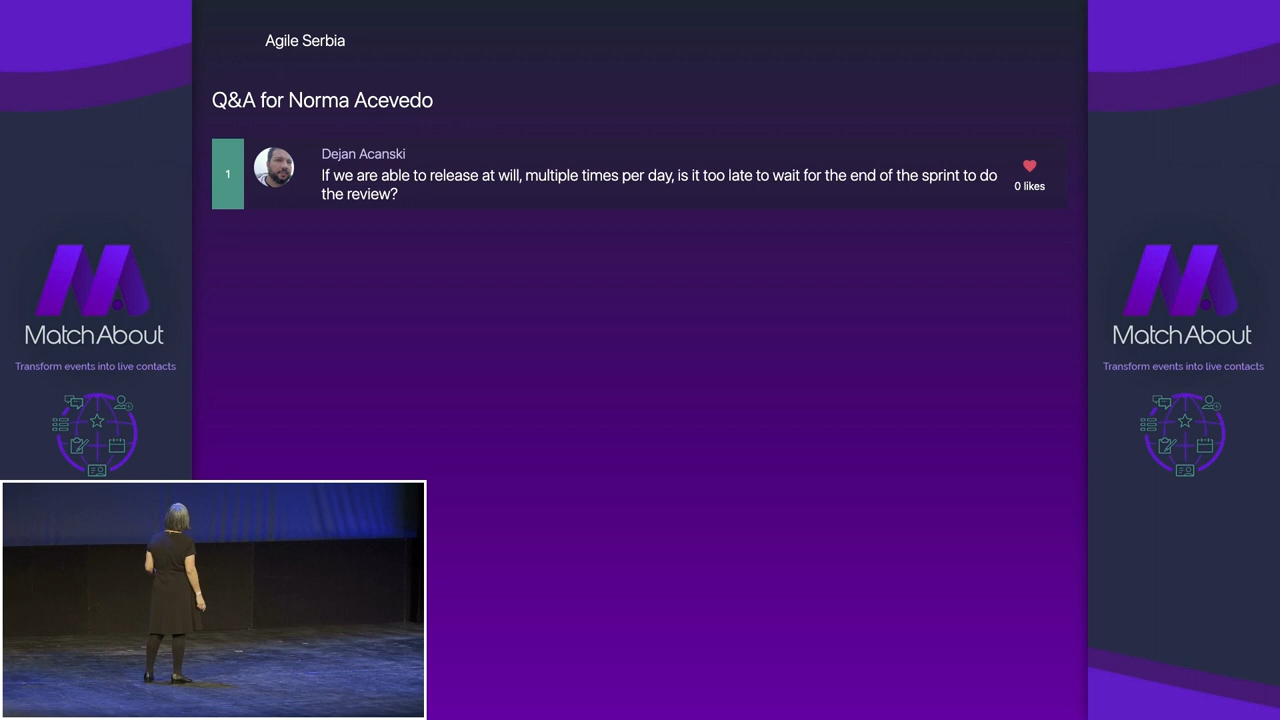 Agile Serbia
Q&A for Norma Acevedo
1
Dejan Acanski
If we are able to release at will, multiple times per day, is it too late to wait for the end of the sprint to do
the review?
0 likes
MatchAbout
Transform events into live contacts
MatchAbout
Transform events into live contacts